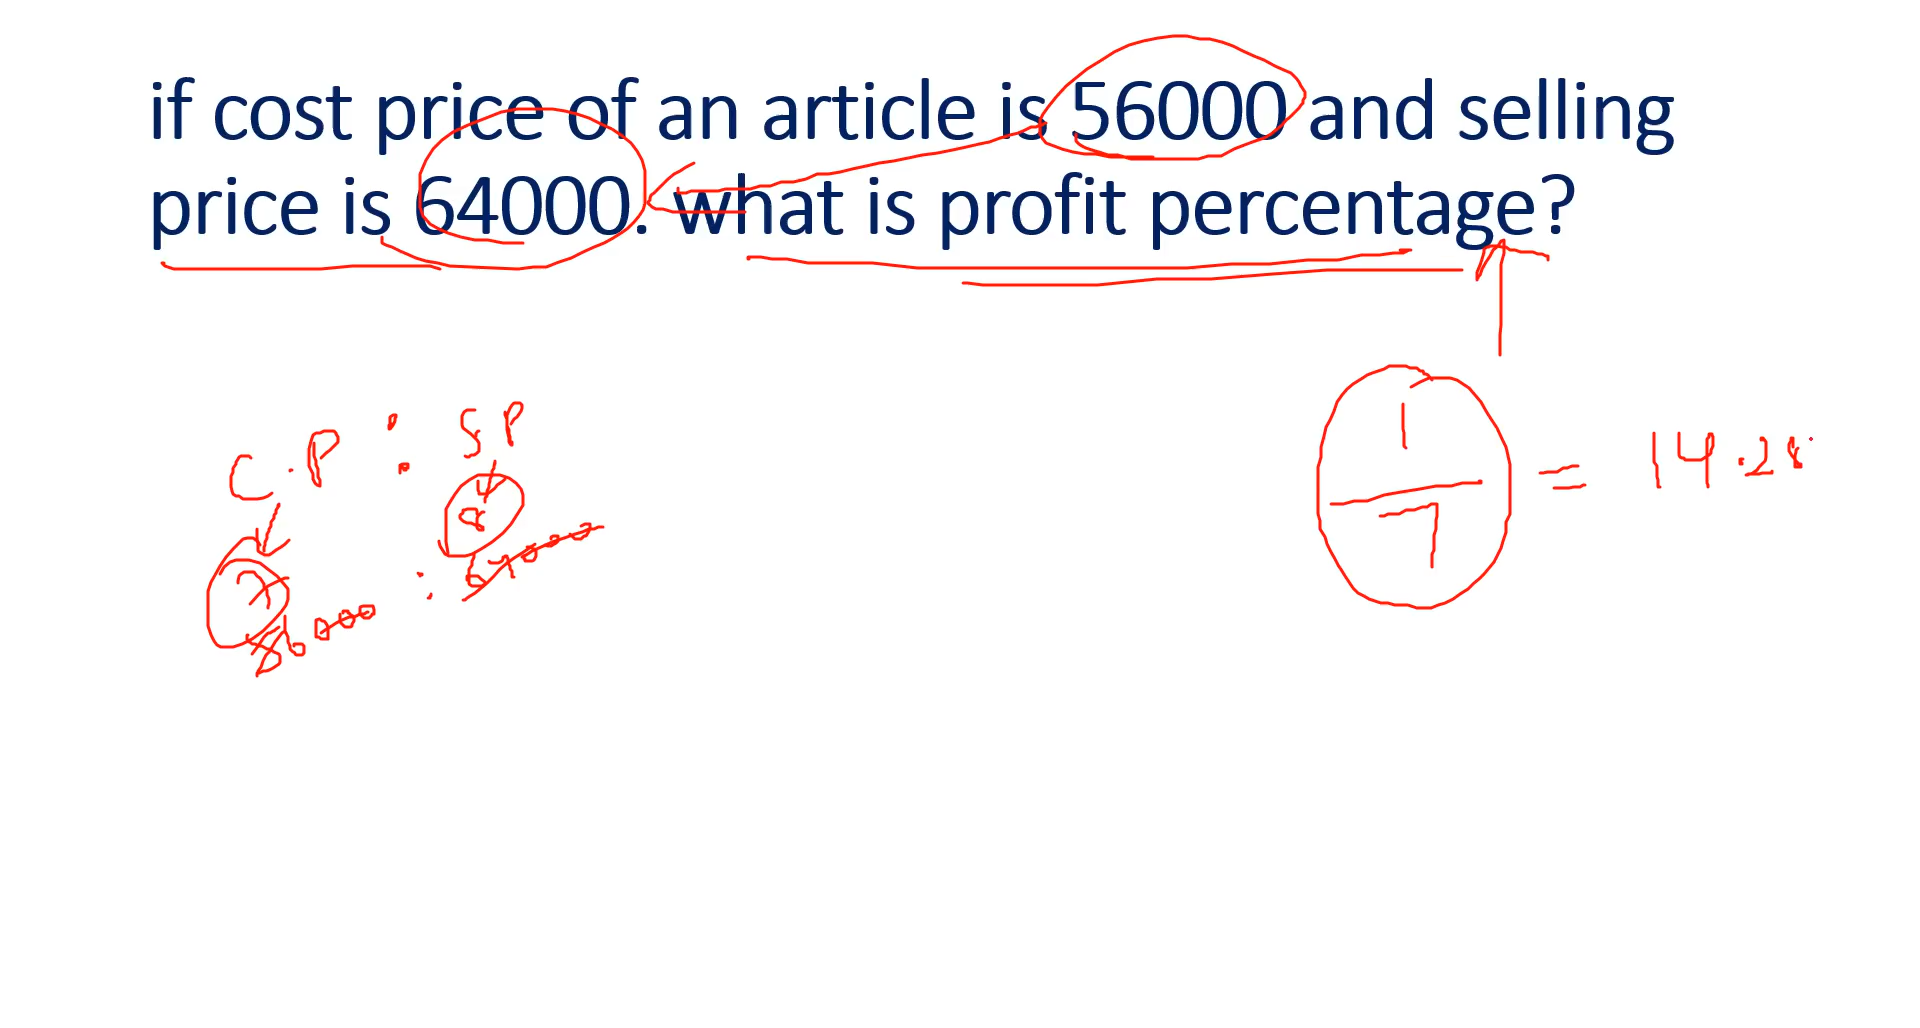 if cost price of an article is 56000 and selling
price is 64000. what is profit percentage?
C.P : SP
7 8
56000 : 64000
1
7
= 14.28